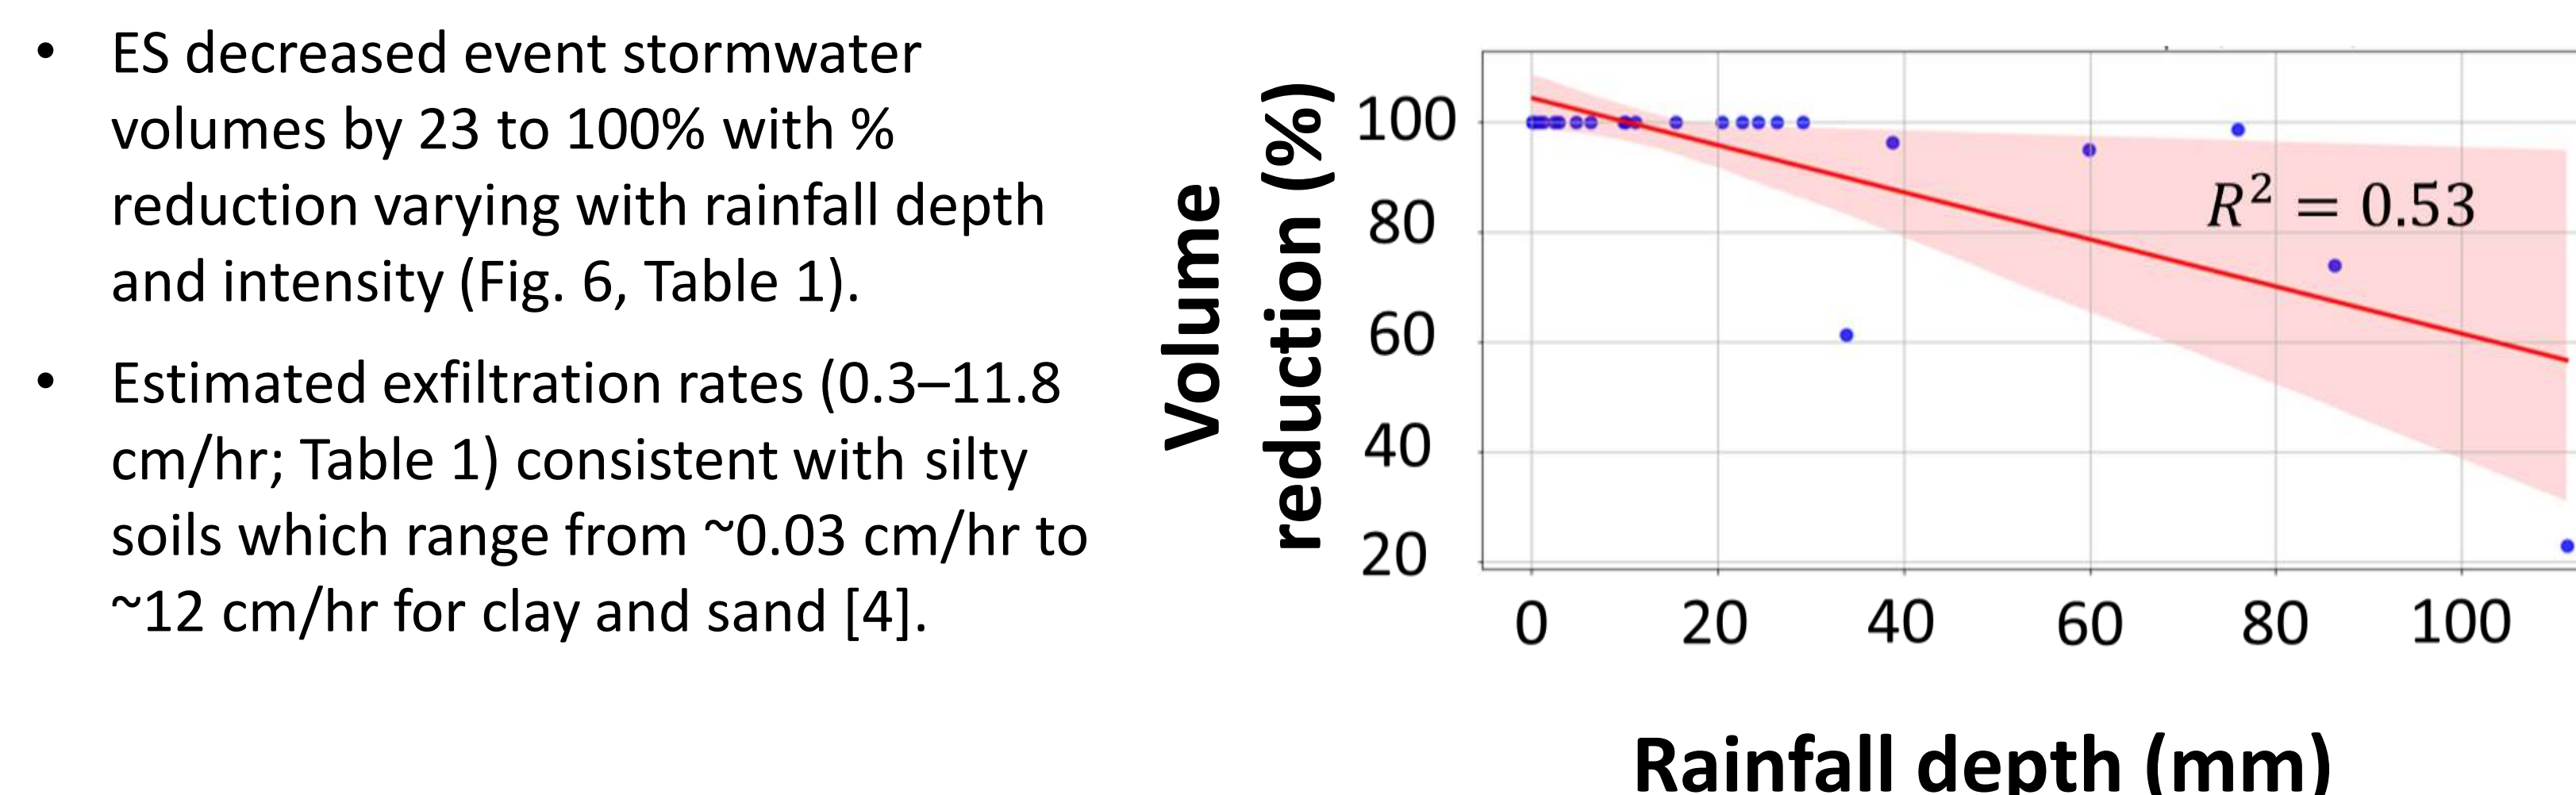 • ES decreased event stormwater
volumes by 23 to 100% with %
reduction varying with rainfall depth
and intensity (Fig. 6, Table 1).
• Estimated exfiltration rates (0.3–11.8
cm/hr; Table 1) consistent with silty
soils which range from ~0.03 cm/hr to
~12 cm/hr for clay and sand [4].
Volume
reduction (%)
100
80
60
40
20
R² = 0.53
0 20 40 60 80 100
Rainfall depth (mm)